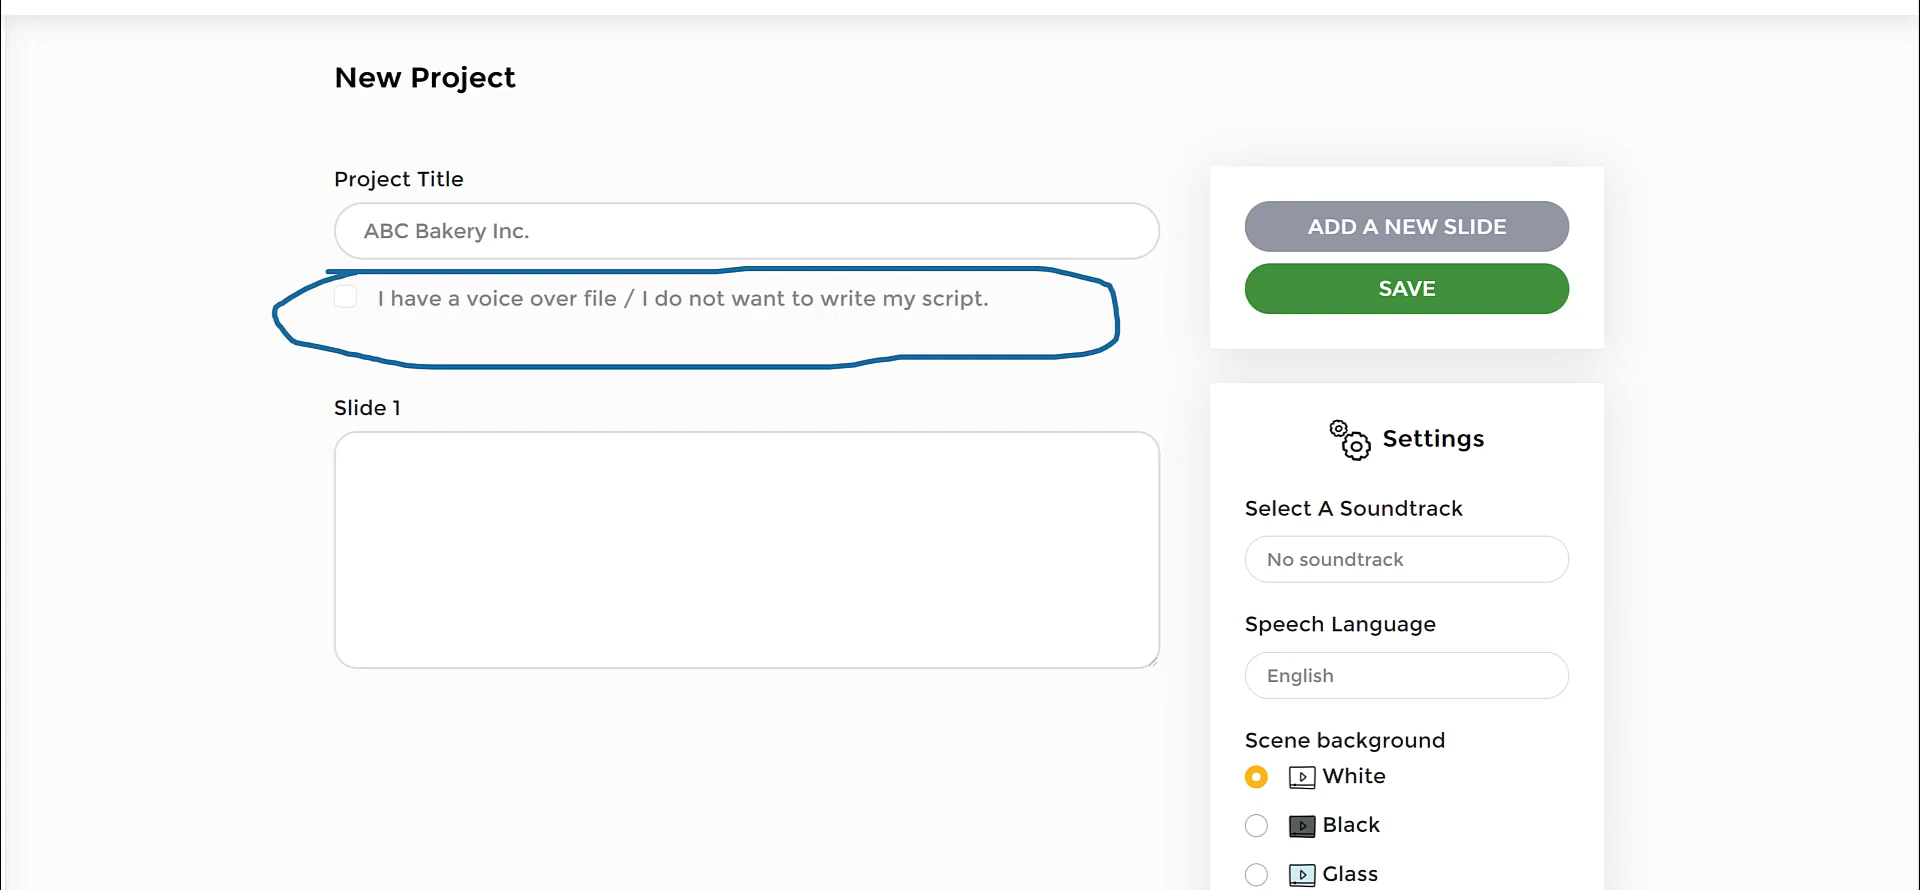 New Project
Project Title
ABC Bakery Inc.
I have a voice over file / I do not want to write my script.
Slide 1
ADD A NEW SLIDE
SAVE
Settings
Select A Soundtrack
No soundtrack
Speech Language
English
Scene background
White
Black
Glass